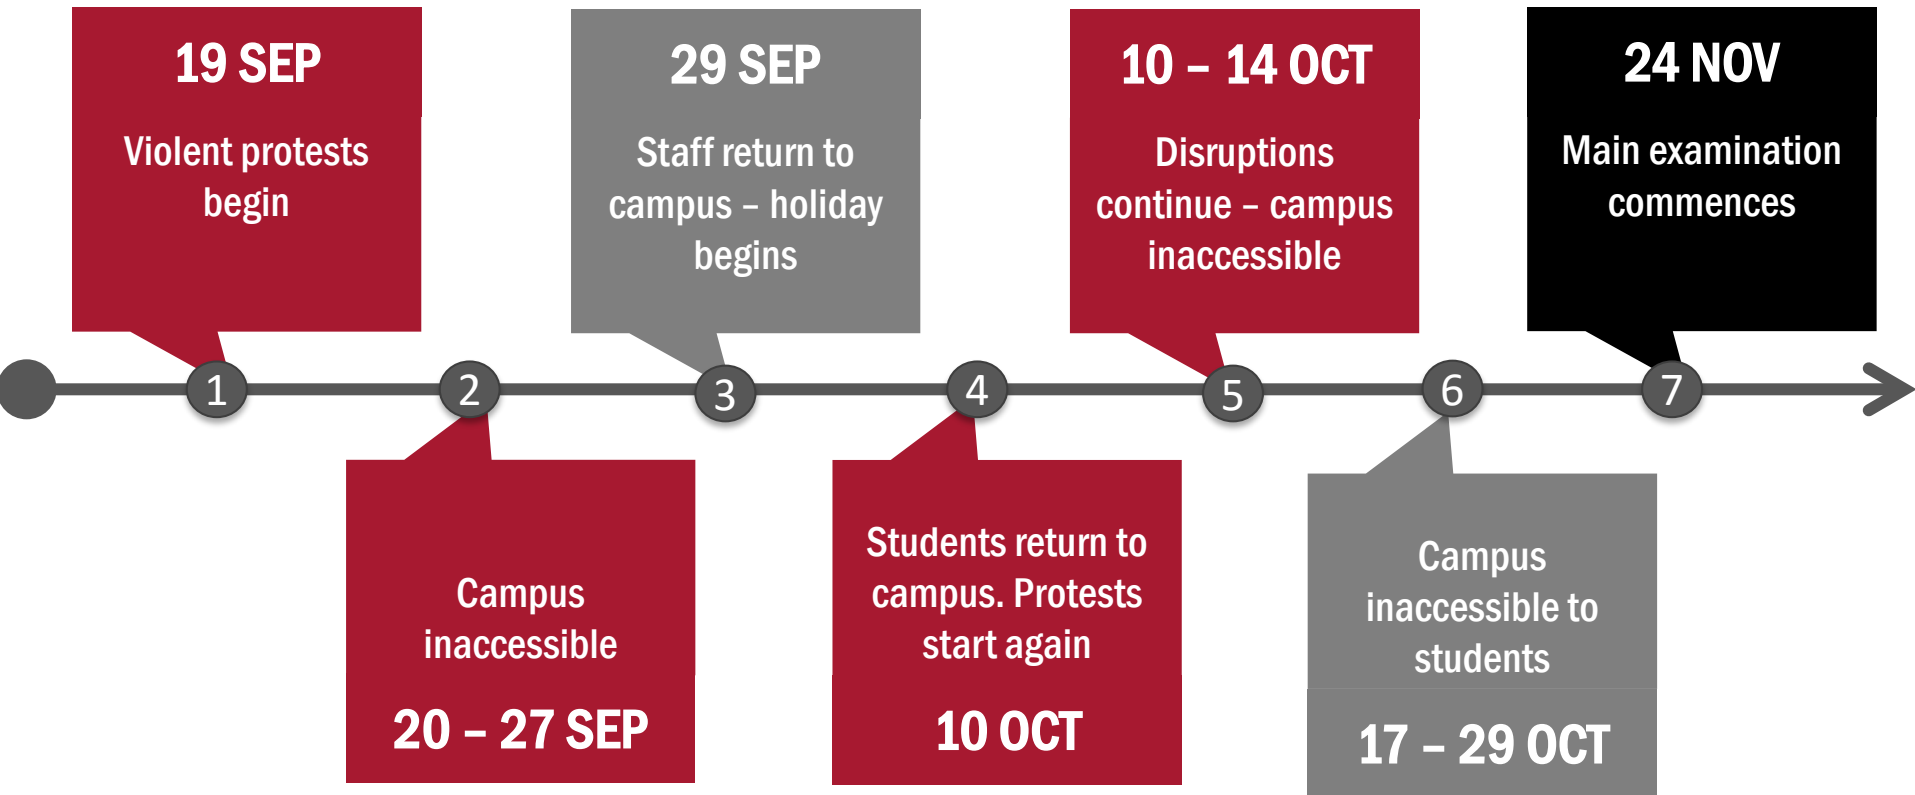 19 SEP
Violent protests
begin
1
2
Campus
inaccessible
20 – 27 SEP
29 SEP
Staff return to
campus – holiday
begins
3
4
Students return to
campus. Protests
start again
10 OCT
10 – 14 OCT
Disruptions
continue – campus
inaccessible
5
6
Campus
inaccessible to
students
17 – 29 OCT
24 NOV
Main examination
commences
7